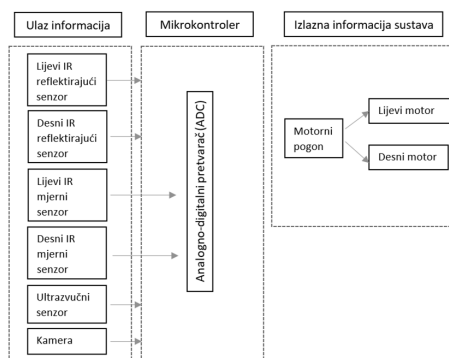 Ulaz informacija
Mikrokontroler
Izlazna informacija sustava
Lijevi IR
reflektirajući
senzor
Desni IR
reflektirajući
senzor
Lijevi IR
mjerni
senzor
Desni IR
mjerni
senzor
Ultrazvučni
senzor
Kamera
Analogno-digitalni pretvarač(ADC)
Motorni
pogon
Lijevi motor
Desni motor